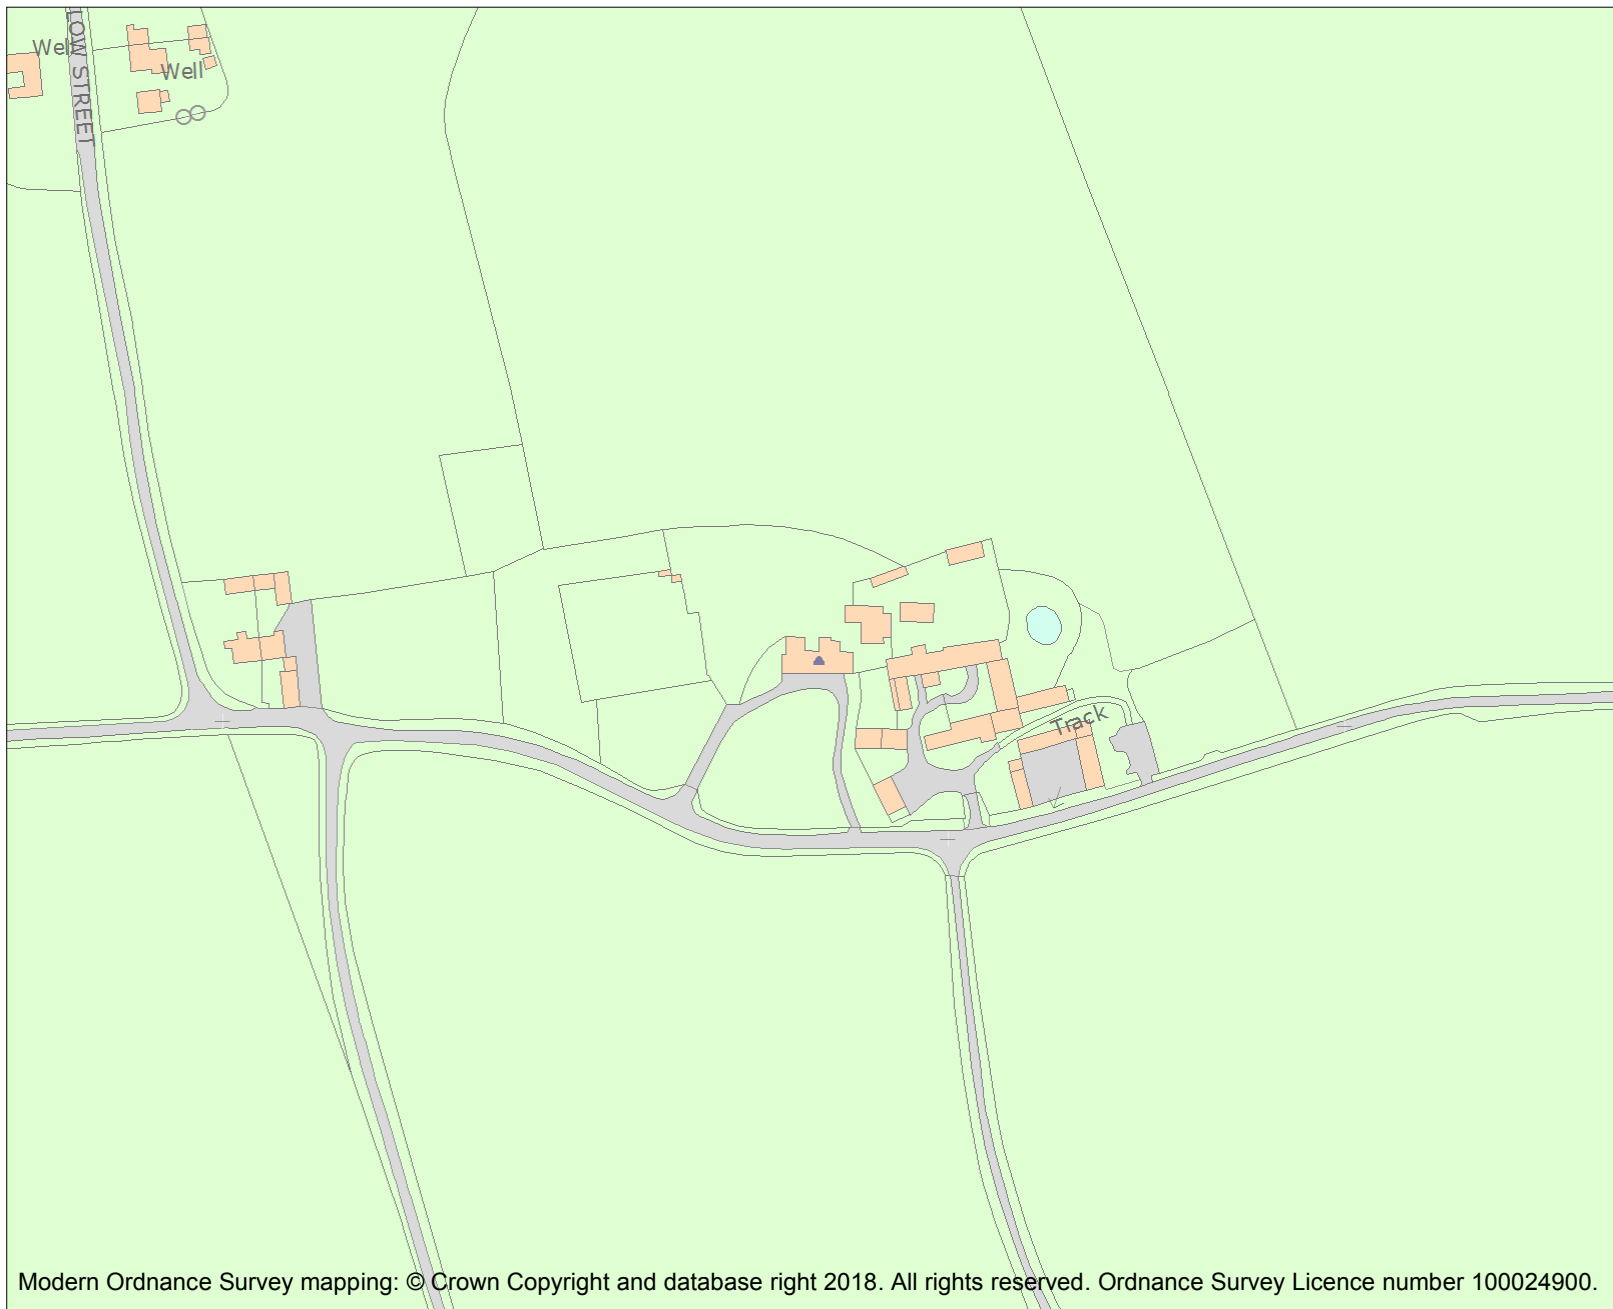 Well
LOW STREET
Well
Track
Modern Ordnance Survey mapping: © Crown Copyright and database right 2018. All rights reserved. Ordnance Survey Licence number 100024900.